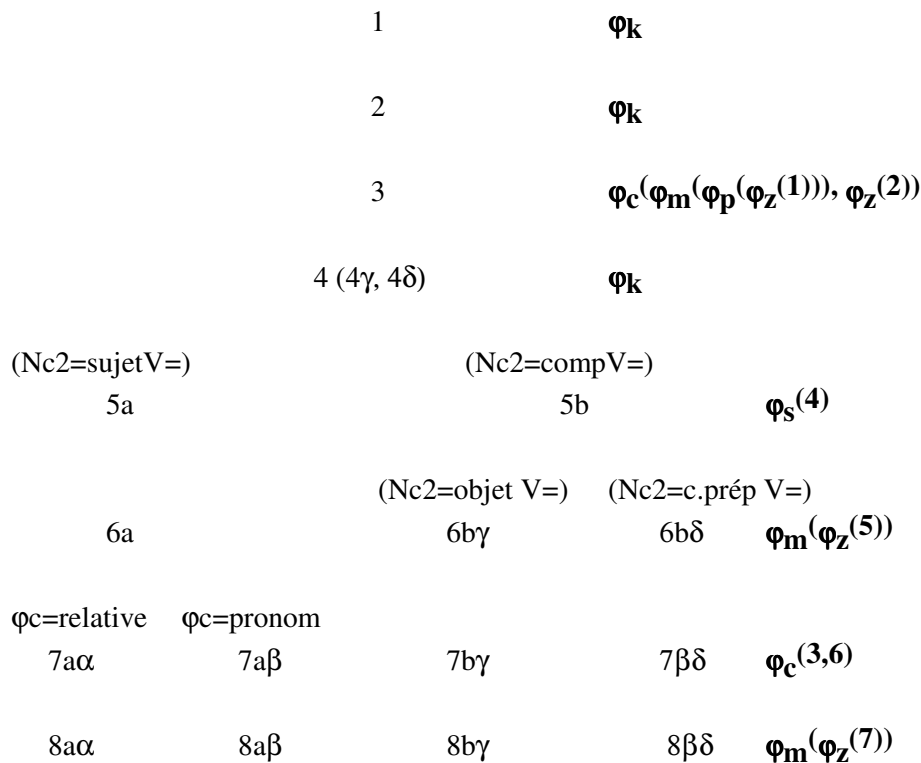 1 φk
2 φk
3 φc(φm(φp(φz(1))), φz(2))
4 (4γ, 4δ) φk
(Nc2=sujetV=) (Nc2=compV=)
5a 5b φs(4)
(Nc2=objet V=) (Nc2=c.prép V=)
6a 6bγ 6bδ φm(φz(5))
φc=relative φc=pronom
7aα 7aβ 7bγ 7βδ φc(3,6)
8aα 8aβ 8bγ 8βδ φm(φz(7))